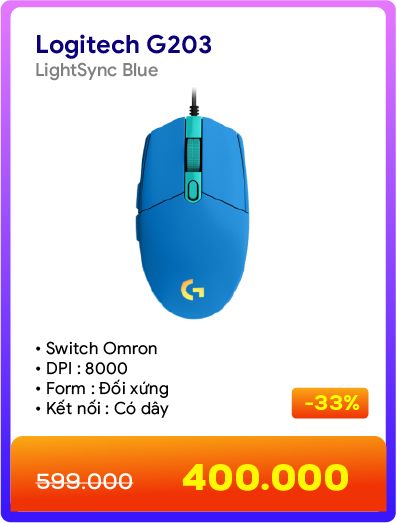 Logitech G203
LightSync Blue
• Switch Omron
• DPI : 8000
• Form : Đối xứng
• Kết nối : Có dây
-33%
599.000 400.000